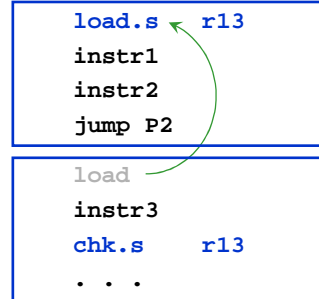 load.s r13
instr1
instr2
jump P2
load
instr3
chk.s r13
. . .